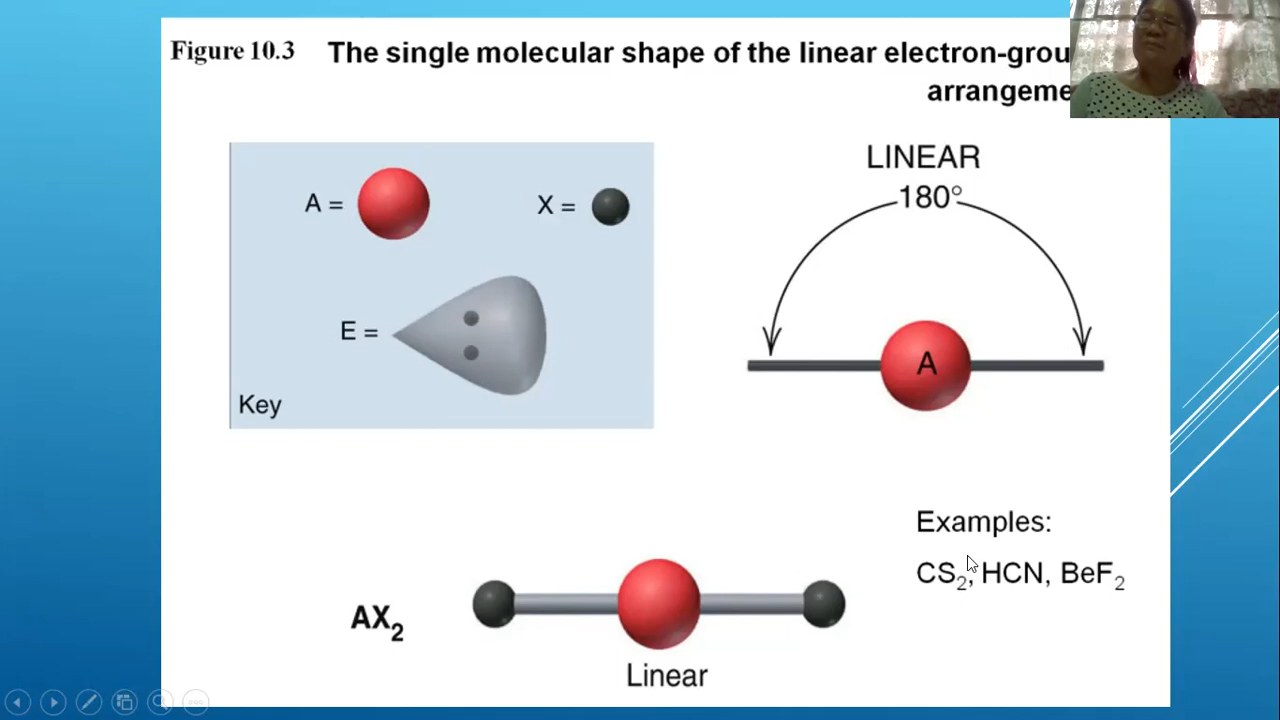 Figure 10.3 The single molecular shape of the linear electron-grou
arrangeme
A =
X =
E =
Key
LINEAR
180°
A
Examples:
CS₂, HCN, BeF₂
AX₂
Linear